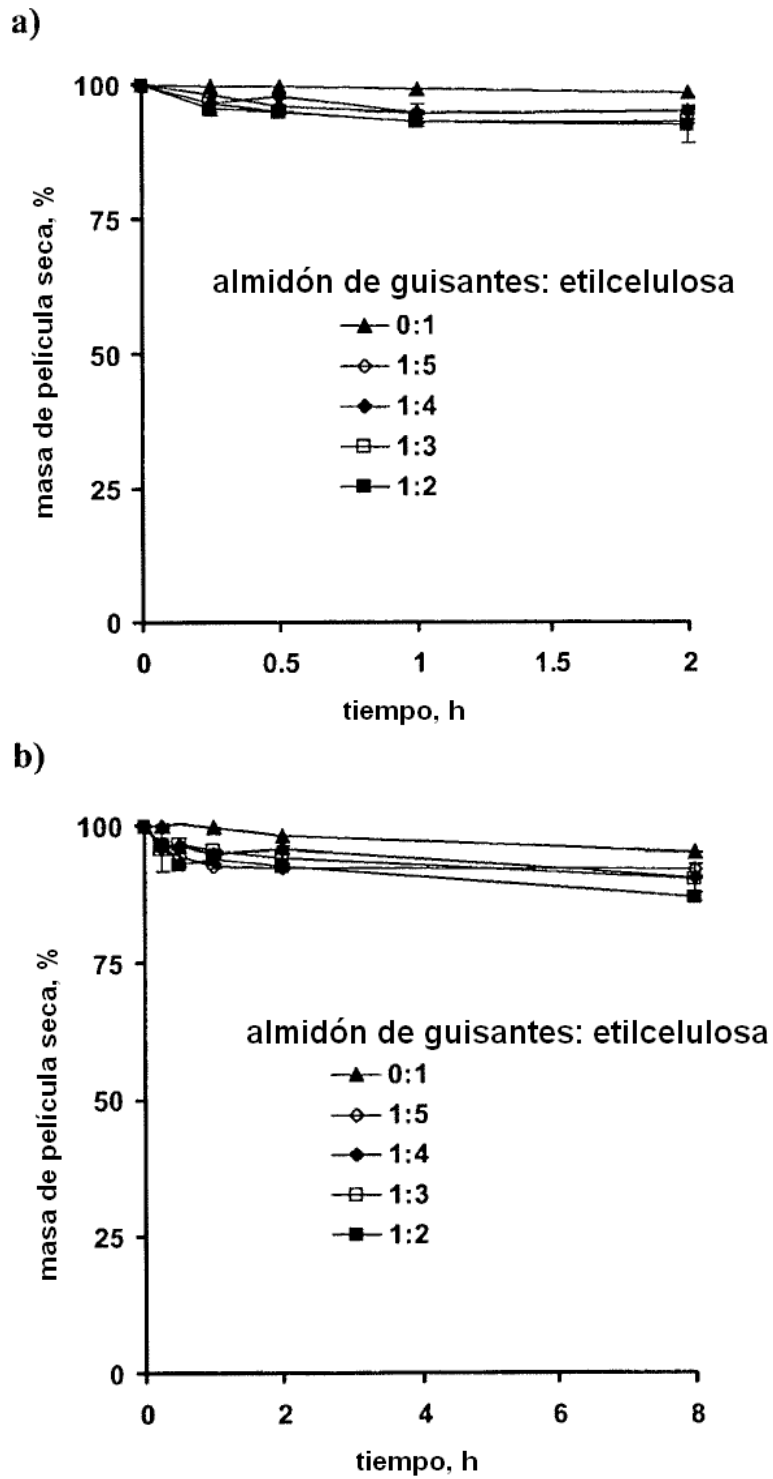 a)
100
75
50
25
0
masa de película seca, %
almidón de guisantes: etilcelulosa
0:1
1:5
1:4
1:3
1:2
0 0.5 1 1.5 2
tiempo, h
b)
100
75
50
25
0
masa de película seca, %
almidón de guisantes: etilcelulosa
0:1
1:5
1:4
1:3
1:2
0 2 4 6 8
tiempo, h